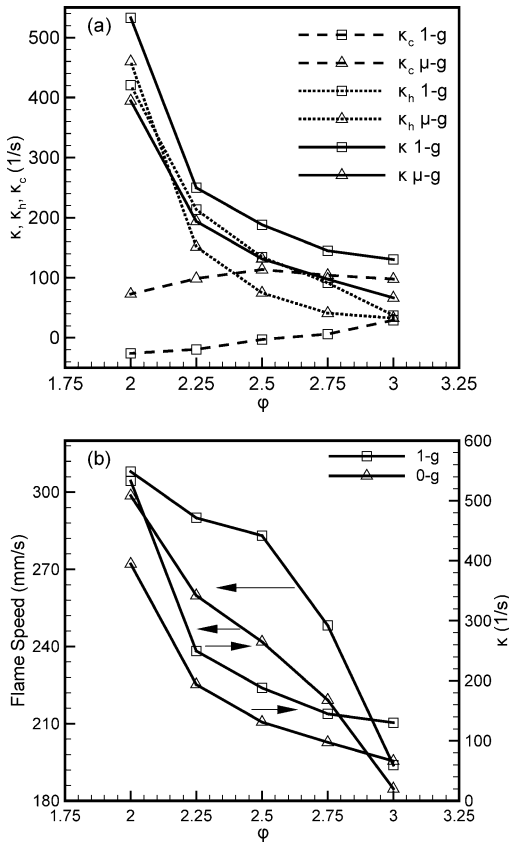 (a)
κc 1-g
κc μ-g
κh 1-g
κh μ-g
κ 1-g
κ μ-g
κ, κh, κc (1/s)
500
400
300
200
100
0
1.75 2 2.25 2.5 2.75 3 3.25
φ
(b)
1-g
0-g
Flame Speed (mm/s)
300
270
240
210
180
600
500
400
300
200
100
0
κ (1/s)
1.75 2 2.25 2.5 2.75 3 3.25
φ